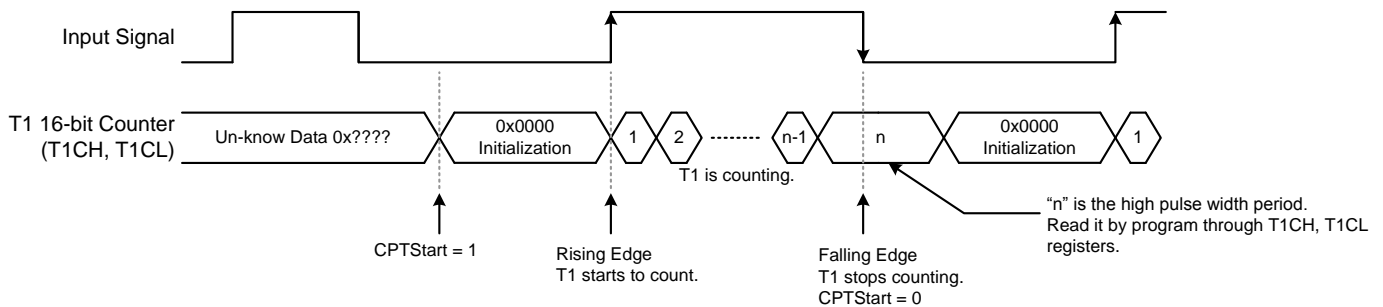 Input Signal
T1 16-bit Counter
(T1CH, T1CL)
Un-know Data 0x????
0x0000
Initialization
1
2
n-1
n
0x0000
Initialization
1
T1 is counting.
CPTStart = 1
Rising Edge
T1 starts to count.
Falling Edge
T1 stops counting.
CPTStart = 0
“n” is the high pulse width period.
Read it by program through T1CH, T1CL
registers.